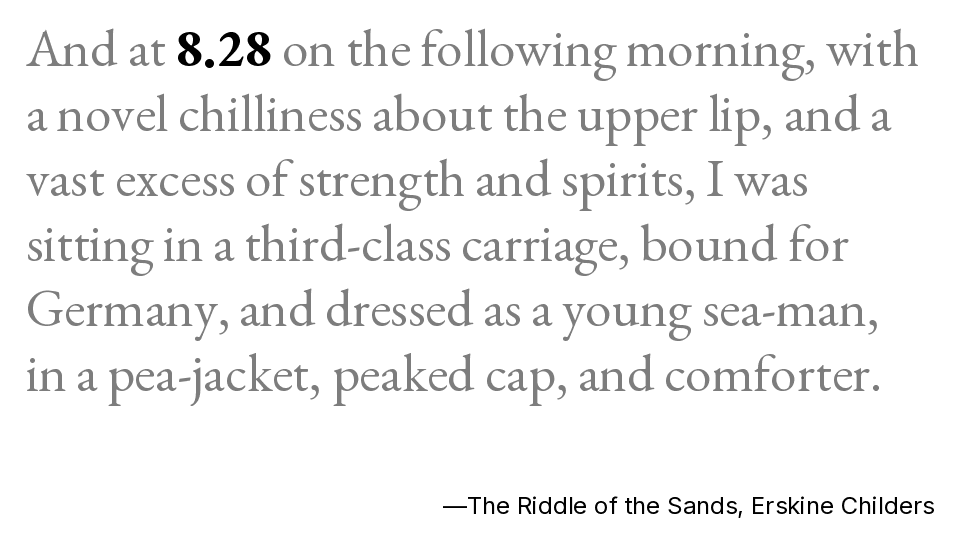 And at 8.28 on the following morning, with
a novel chilliness about the upper lip, and a
vast excess of strength and spirits, I was
sitting in a third-class carriage, bound for
Germany, and dressed as a young sea-man,
in a pea-jacket, peaked cap, and comforter.
—The Riddle of the Sands, Erskine Childers